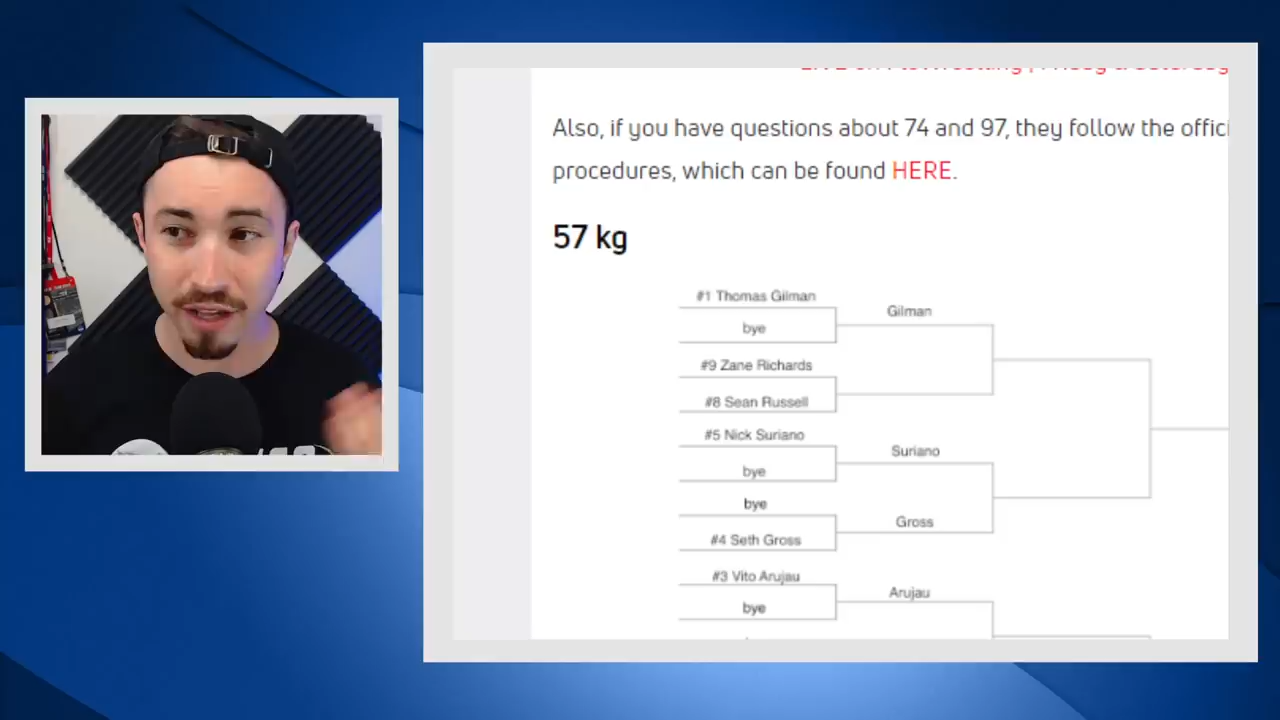 Also, if you have questions about 74 and 97, they follow the offici
procedures, which can be found HERE.
57 kg
#1 Thomas Gilman
Gilman
bye
#9 Zane Richards
#8 Sean Russell
#5 Nick Suriano
Suriano
bye
bye
Gross
#4 Seth Gross
#3 Vito Arujau
Arujau
bye